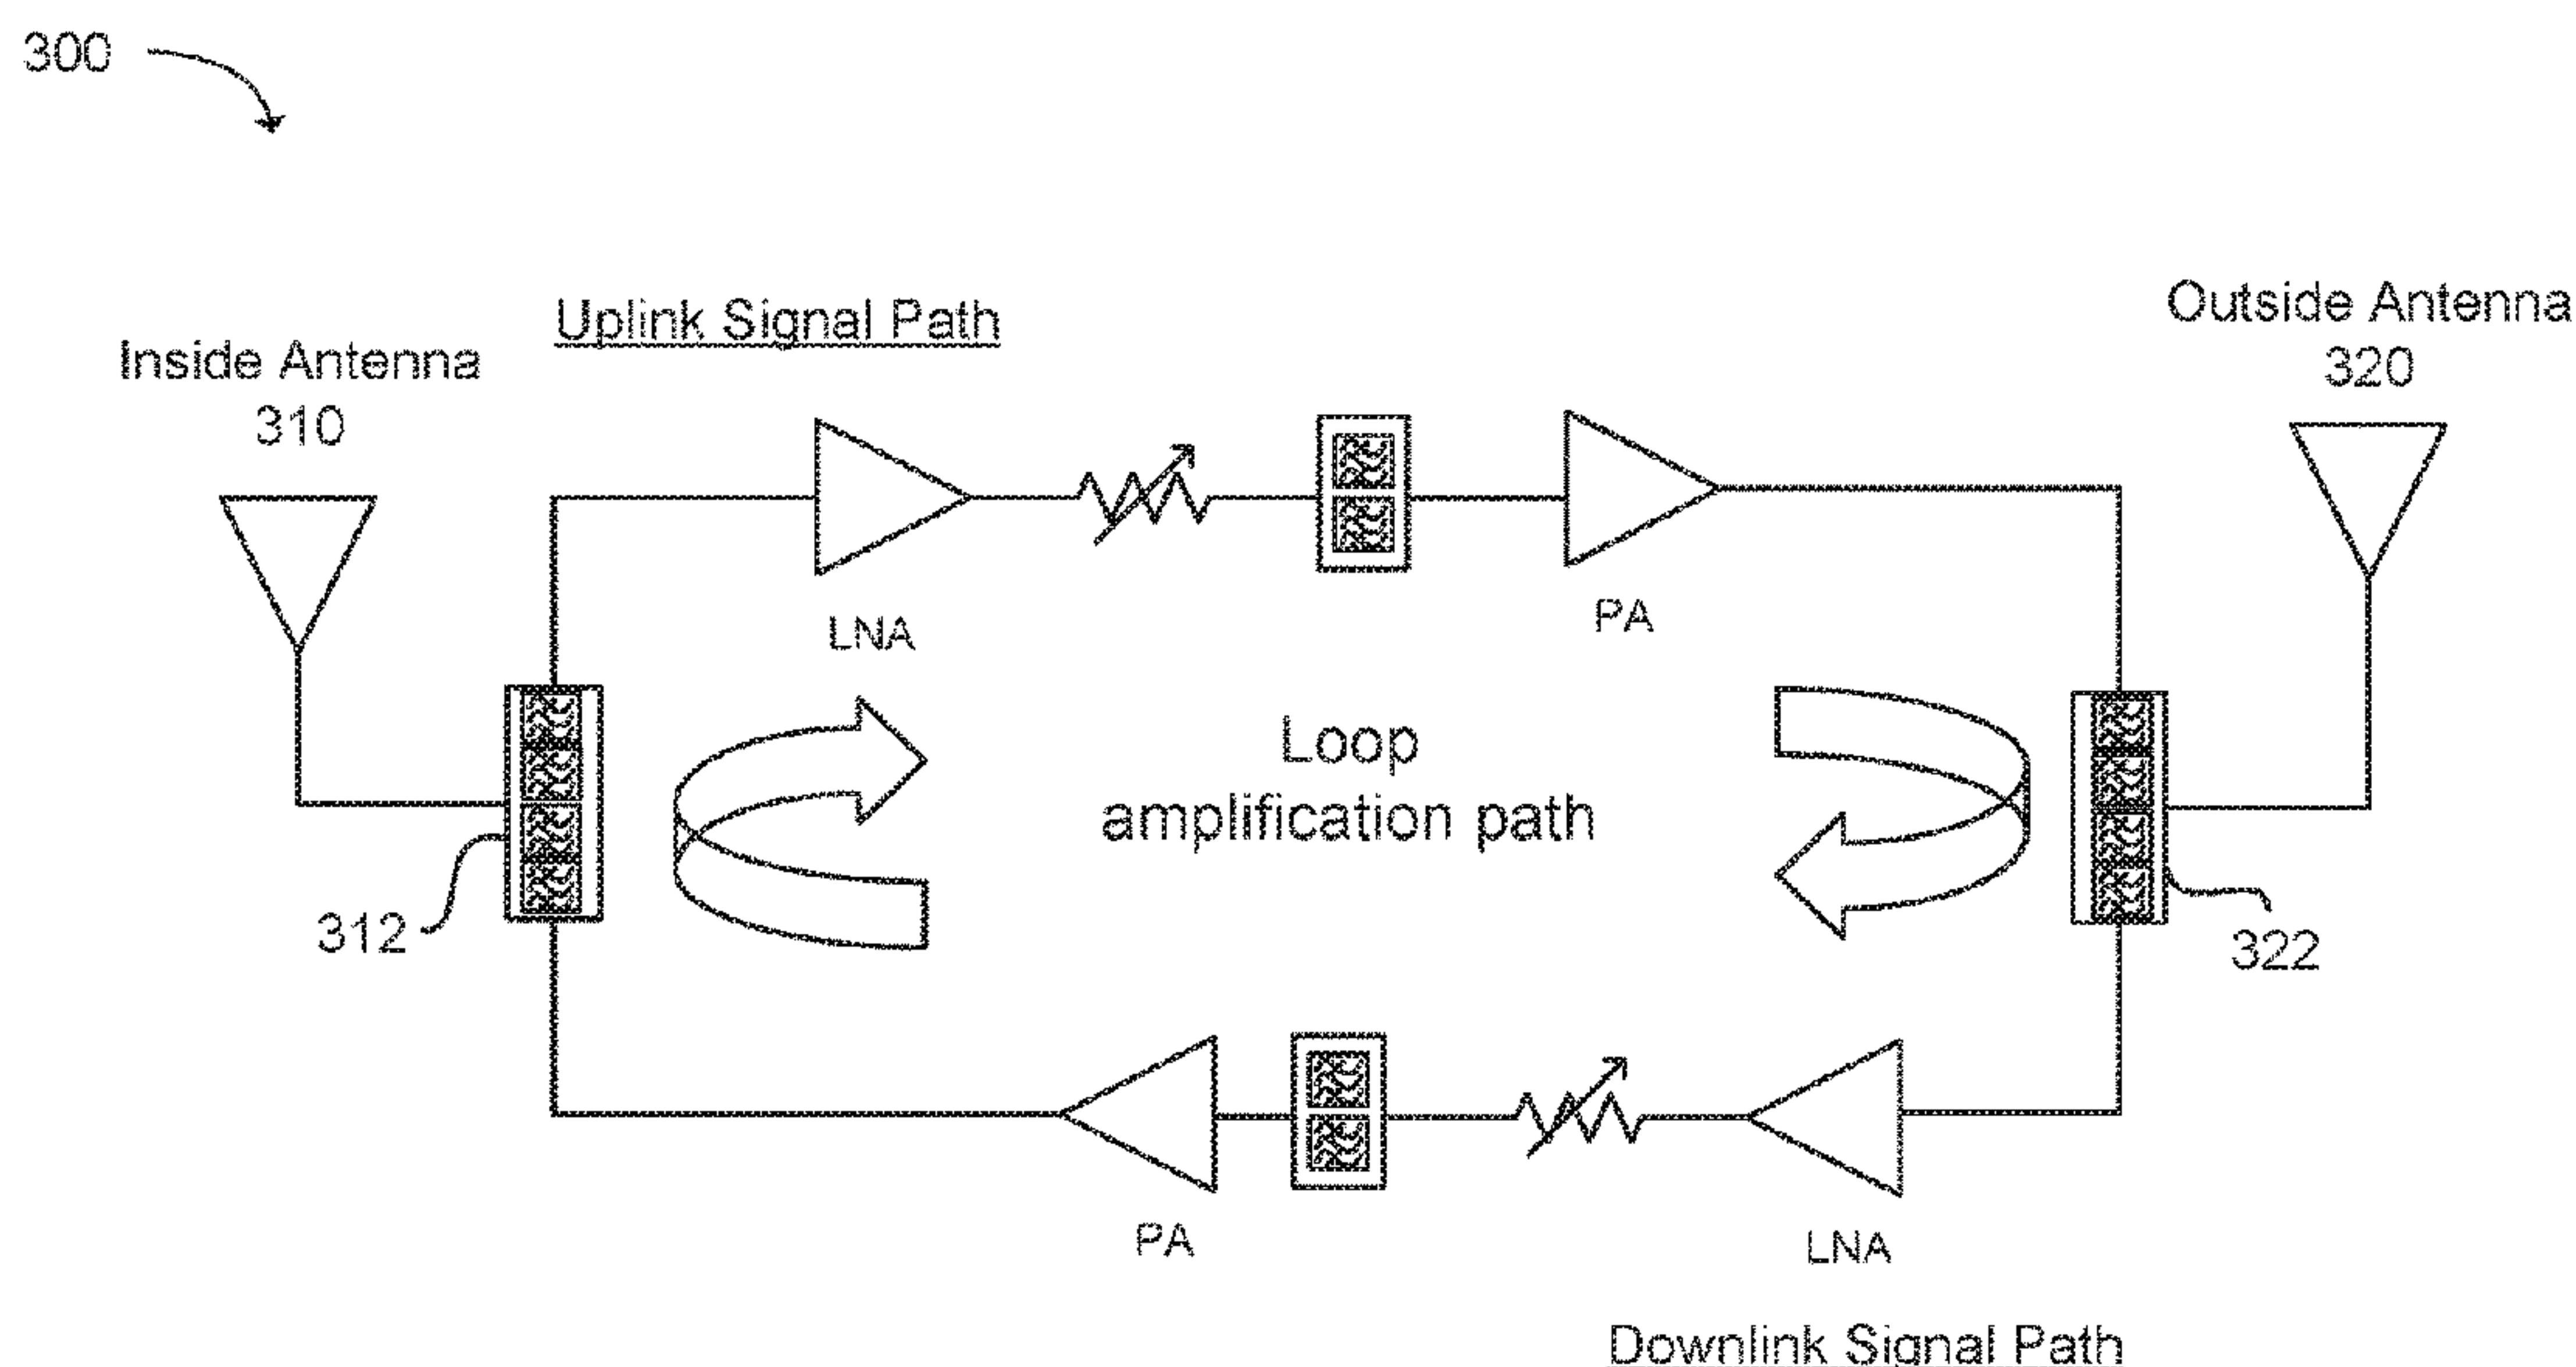 300
Uplink Signal Path
Outside Antenna
320
Inside Antenna
310
LNA
PA
Loop
amplification path
312
322
PA
LNA
Downlink Signal Path